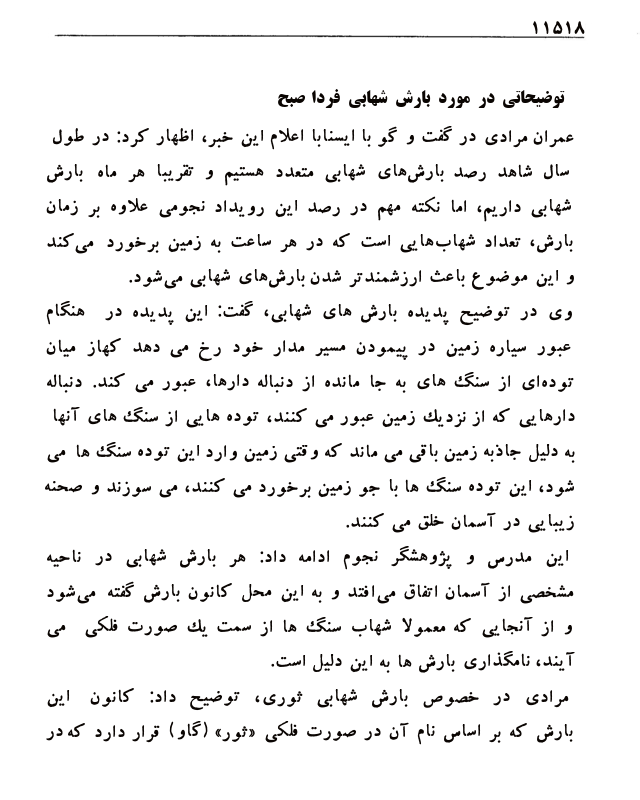 ۱۱۵۱۸
توضیحاتی در مورد بارش شهابی فردا صبح
عمران مرادی در گفت و گو با ایسنابا اعلام این خبر، اظهار کرد: در طول
سال شاهد رصد بارش‌های شهابی متعدد هستیم و تقریبا هر ماه بارش
شهابی داریم، اما نکته مهم در رصد این رویداد نجومی علاوه بر زمان
بارش، تعداد شهاب‌هایی است که در هر ساعت به زمین برخورد می‌کند
و این موضوع باعث ارزشمندتر شدن بارش‌های شهابی می‌شود.
وی در توضیح پدیده بارش های شهابی، گفت: این پدیده در هنگام
عبور سیاره زمین در پیمودن مسیر مدار خود رخ می دهد کهاز میان
توده‌ای از سنگ های به جا مانده از دنباله دارها، عبور می کند. دنباله
دارهایی که از نزدیك زمین عبور می کنند، توده هایی از سنگ های آنها
به دلیل جاذبه زمین باقی می ماند که وقتی زمین وارد این توده سنگ ها می
شود، این توده سنگ ها با جو زمین برخورد می کنند، می سوزند و صحنه
زیبایی در آسمان خلق می کنند.
این مدرس و پژوهشگر نجوم ادامه داد: هر بارش شهابی در ناحیه
مشخصی از آسمان اتفاق می‌افتد و به این محل کانون بارش گفته می‌شود
و از آنجایی که معمولا شهاب سنگ ها از سمت یك صورت فلکی می
آیند، نامگذاری بارش ها به این دلیل است.
مرادی در خصوص بارش شهابی ثوری، توضیح داد: کانون این
بارش که بر اساس نام آن در صورت فلکی «ثور» (گاو) قرار دارد که در